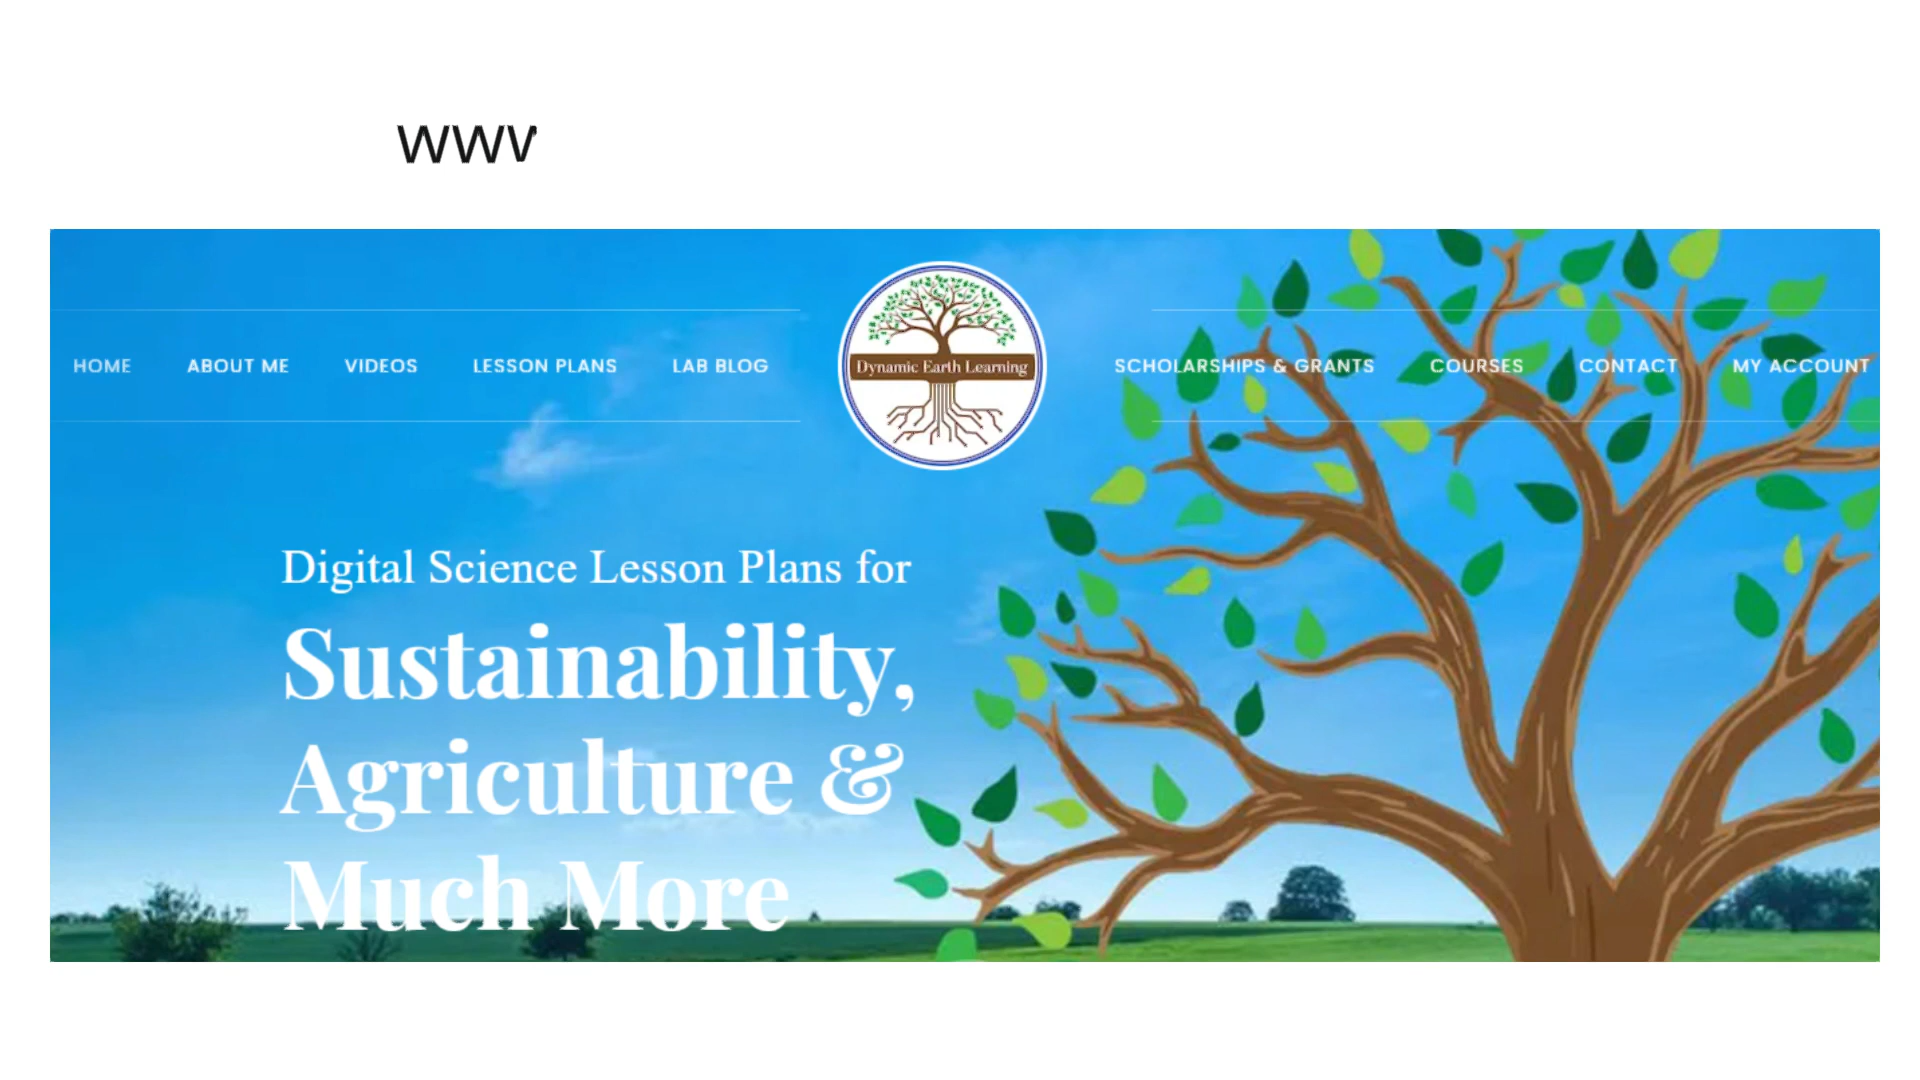 wwv
HOME ABOUT ME VIDEOS LESSON PLANS LAB BLOG Dynamic Earth Learning SCHOLARSHIPS & GRANTS COURSES CONTACT MY ACCOUNT
Digital Science Lesson Plans for
Sustainability,
Agriculture &
Much More